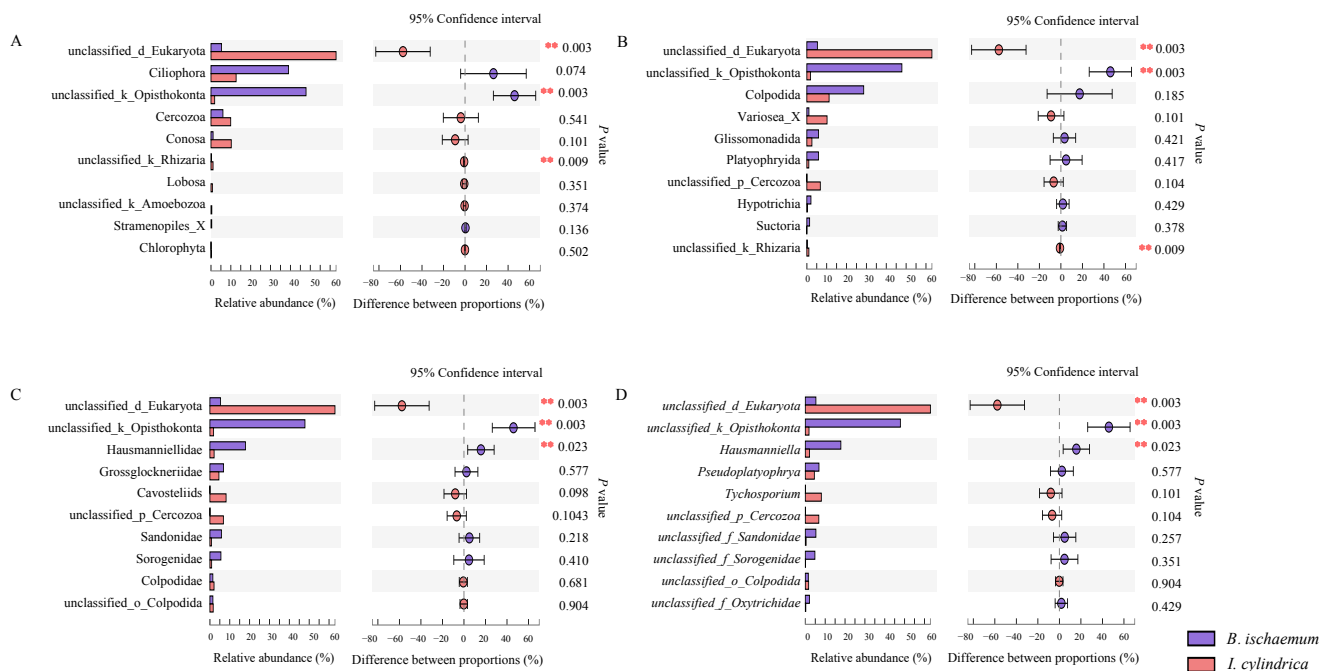 95% Confidence interval
A
unclassified_d_Eukaryota
** 0.003
Ciliophora
0.074
unclassified_k_Opisthokonta
** 0.003
Cercozoa
0.541
Conosa
0.101
unclassified_k_Rhizaria
** 0.009
Lobosa
0.351
unclassified_k_Amoebozoa
0.374
Stramenopiles_X
0.136
Chlorophyta
0.502
P value
0 10 20 30 40 50 60
−80 −60 −40 −20 0 20 40 60
Relative abundance (%)
Difference between proportions (%)
95% Confidence interval
B
unclassified_d_Eukaryota
** 0.003
unclassified_k_Opisthokonta
** 0.003
Colpodida
0.185
Variosea_X
0.101
Glissomonadida
0.421
Platyophryida
0.417
unclassified_p_Cercozoa
0.104
Hypotrichia
0.429
Suctoria
0.378
unclassified_k_Rhizaria
** 0.009
P value
0 10 20 30 40 50 60
−80 −60 −40 −20 0 20 40 60
Relative abundance (%)
Difference between proportions (%)
95% Confidence interval
C
unclassified_d_Eukaryota
** 0.003
unclassified_k_Opisthokonta
** 0.003
Hausmanniellidae
** 0.023
Grossglockneriidae
0.577
Cavosteliids
0.098
unclassified_p_Cercozoa
0.1043
Sandonidae
0.218
Sorogenidae
0.410
Colpodidae
0.681
unclassified_o_Colpodida
0.904
P value
0 10 20 30 40 50 60
−80 −60 −40 −20 0 20 40 60
Relative abundance (%)
Difference between proportions (%)
95% Confidence interval
D
unclassified_d_Eukaryota
** 0.003
unclassified_k_Opisthokonta
** 0.003
Hausmanniella
** 0.023
Pseudoplatyophrya
0.577
Tychosporium
0.101
unclassified_p_Cercozoa
0.104
unclassified_f_Sandonidae
0.257
unclassified_f_Sorogenidae
0.351
unclassified_o_Colpodida
0.904
unclassified_f_Oxytrichidae
0.429
P value
0 10 20 30 40 50 60
−80 −60 −40 −20 0 20 40 60
Relative abundance (%)
Difference between proportions (%)
B. ischaemum
I. cylindrica